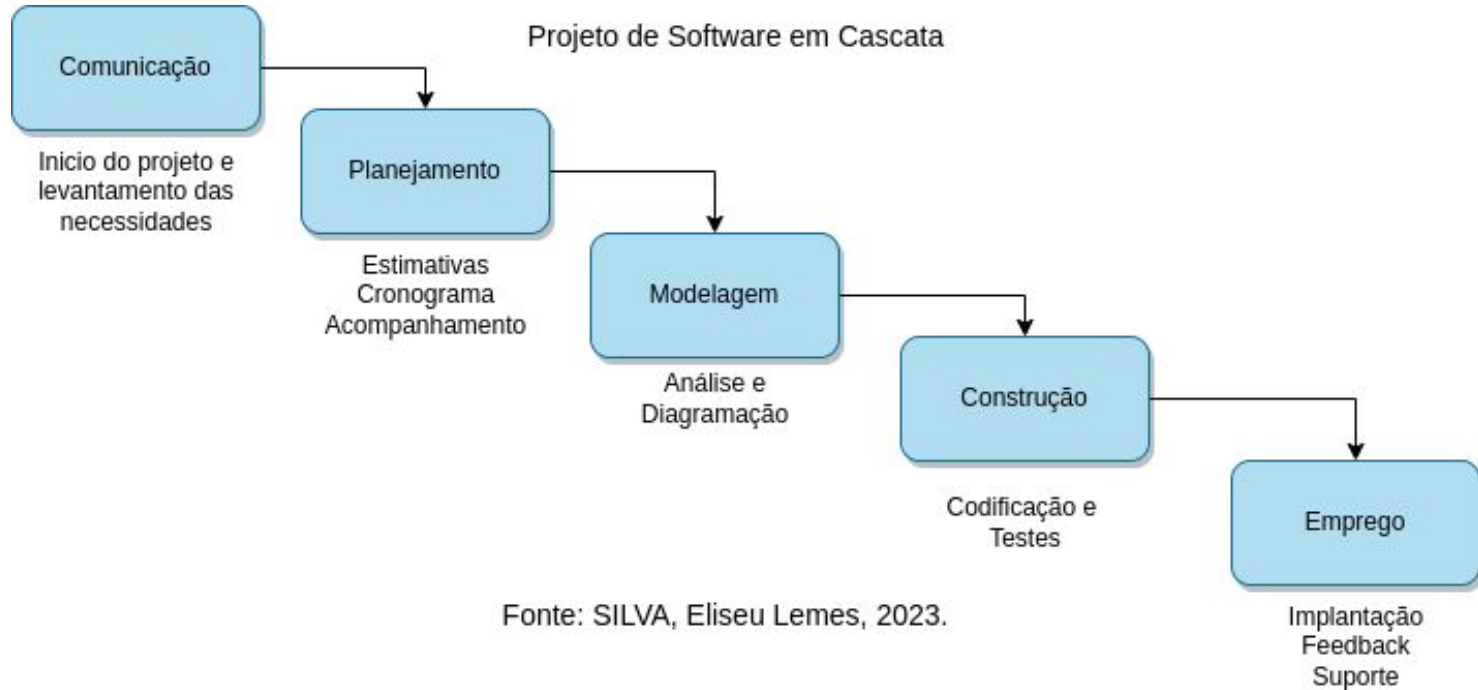 Projeto de Software em Cascata
Comunicação
Inicio do projeto e
levantamento das
necessidades
Planejamento
Estimativas
Cronograma
Acompanhamento
Modelagem
Análise e
Diagramação
Construção
Codificação e
Testes
Emprego
Implantação
Feedback
Suporte
Fonte: SILVA, Eliseu Lemes, 2023.